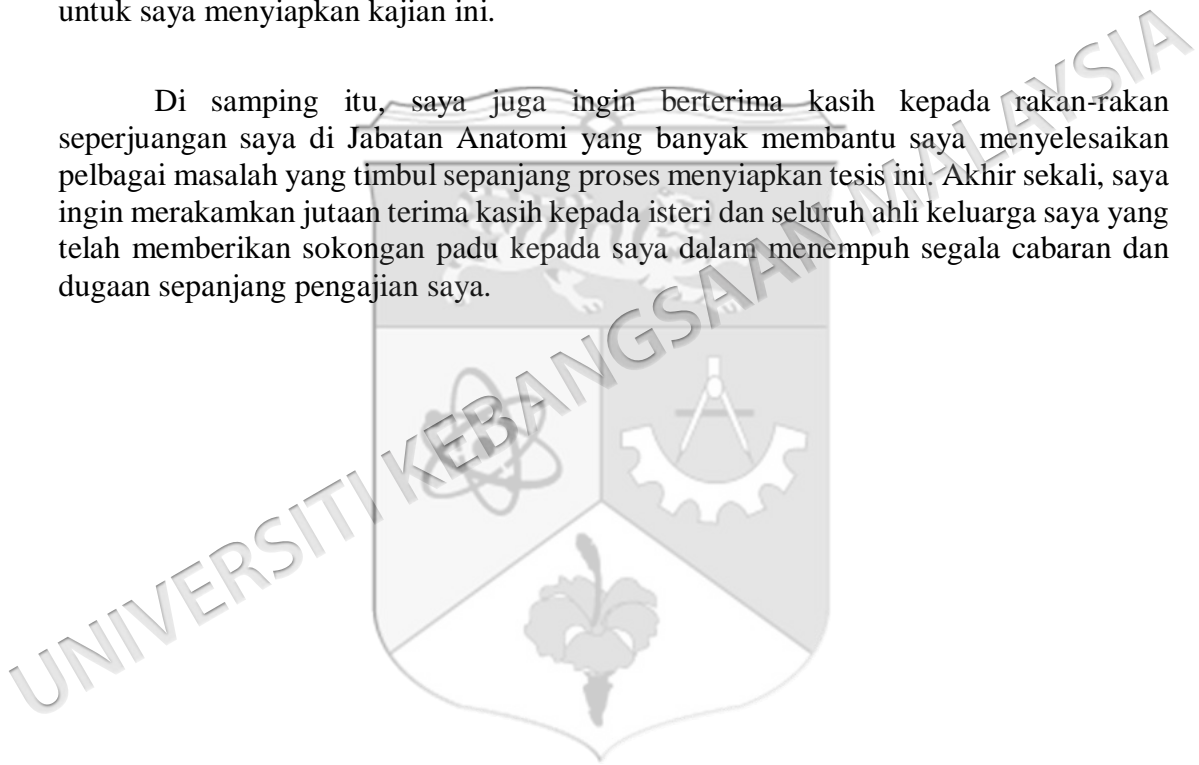 untuk saya menyiapkan kajian ini.
Di samping itu, saya juga ingin berterima kasih kepada rakan-rakan
seperjuangan saya di Jabatan Anatomi yang banyak membantu saya menyelesaikan
pelbagai masalah yang timbul sepanjang proses menyiapkan tesis ini. Akhir sekali, saya
ingin merakamkan jutaan terima kasih kepada isteri dan seluruh ahli keluarga saya yang
telah memberikan sokongan padu kepada saya dalam menempuh segala cabaran dan
dugaan sepanjang pengajian saya.
UNIVERSITI KEBANGSAAN MALAYSIA